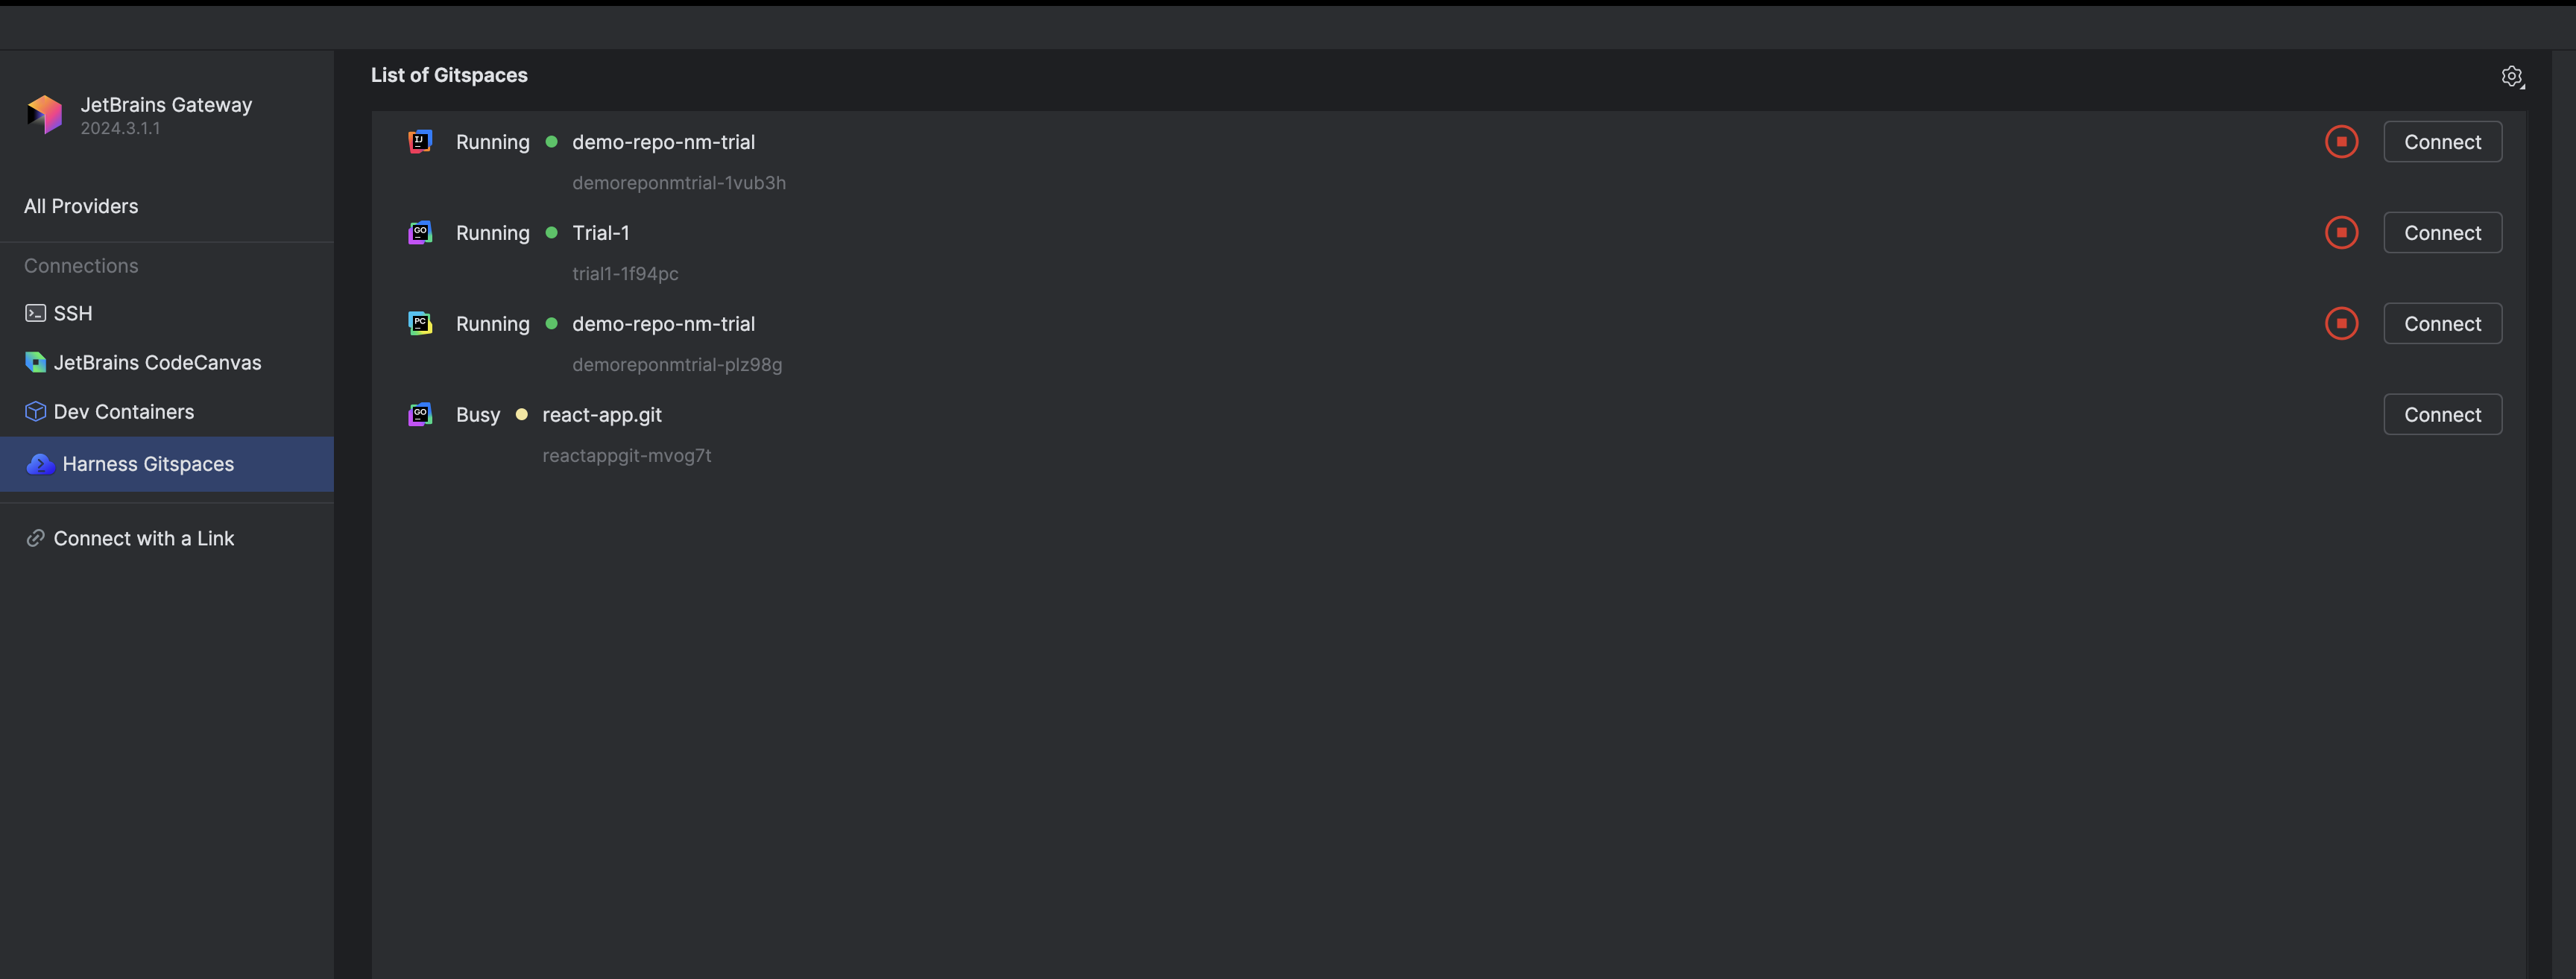 List of Gitspaces
JetBrains Gateway
2024.3.1.1
All Providers
Connections
SSH
JetBrains CodeCanvas
Dev Containers
Harness Gitspaces
Connect with a Link
IJ Running demo-repo-nm-trial Connect
demoreponmtrial-1vub3h
GO Running Trial-1 Connect
trial1-1f94pc
PC Running demo-repo-nm-trial Connect
demoreponmtrial-plz98g
GO Busy react-app.git Connect
reactappgit-mvog7t